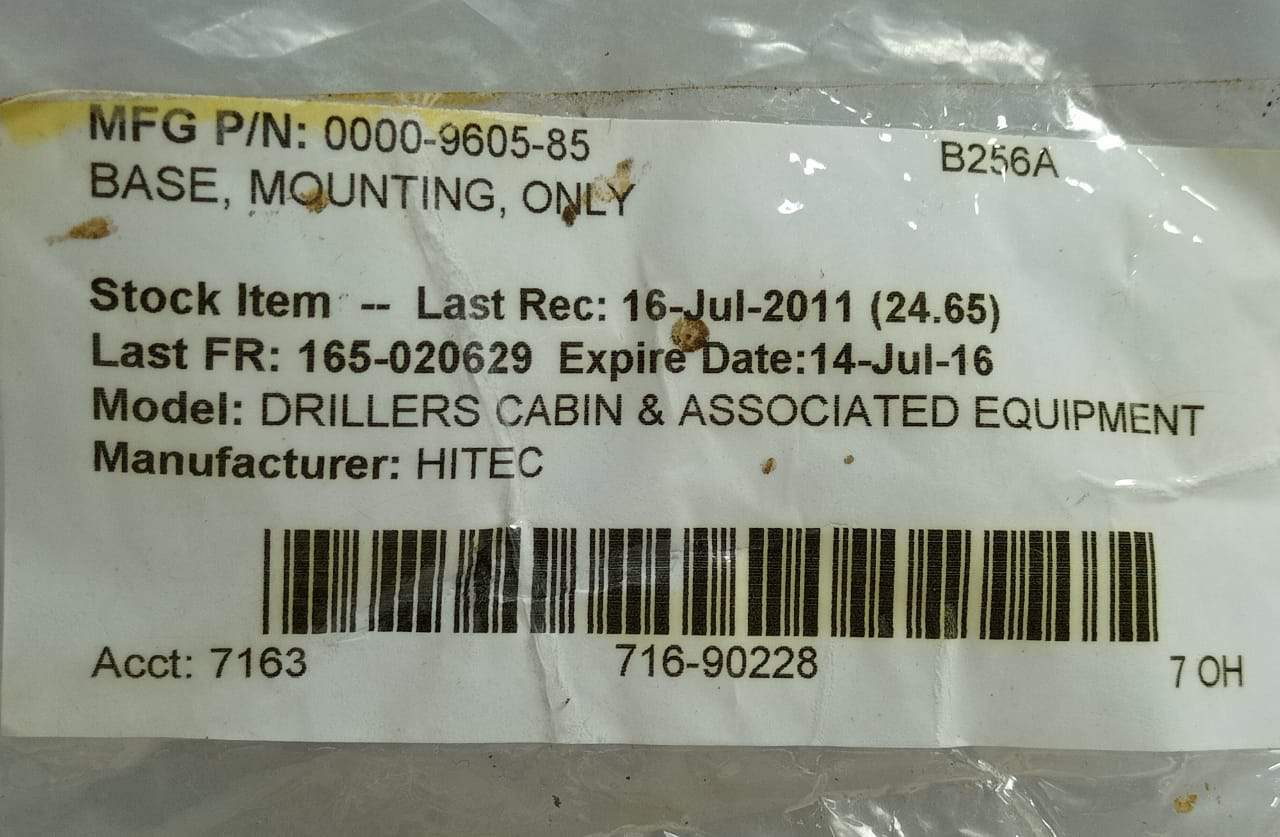 MFG P/N: 0000-9605-85 B256A
BASE, MOUNTING, ONLY
Stock Item -- Last Rec: 16-Jul-2011 (24.65)
Last FR: 165-020629 Expire Date:14-Jul-16
Model: DRILLERS CABIN & ASSOCIATED EQUIPMENT
Manufacturer: HITEC
Acct: 7163 716-90228 7 OH